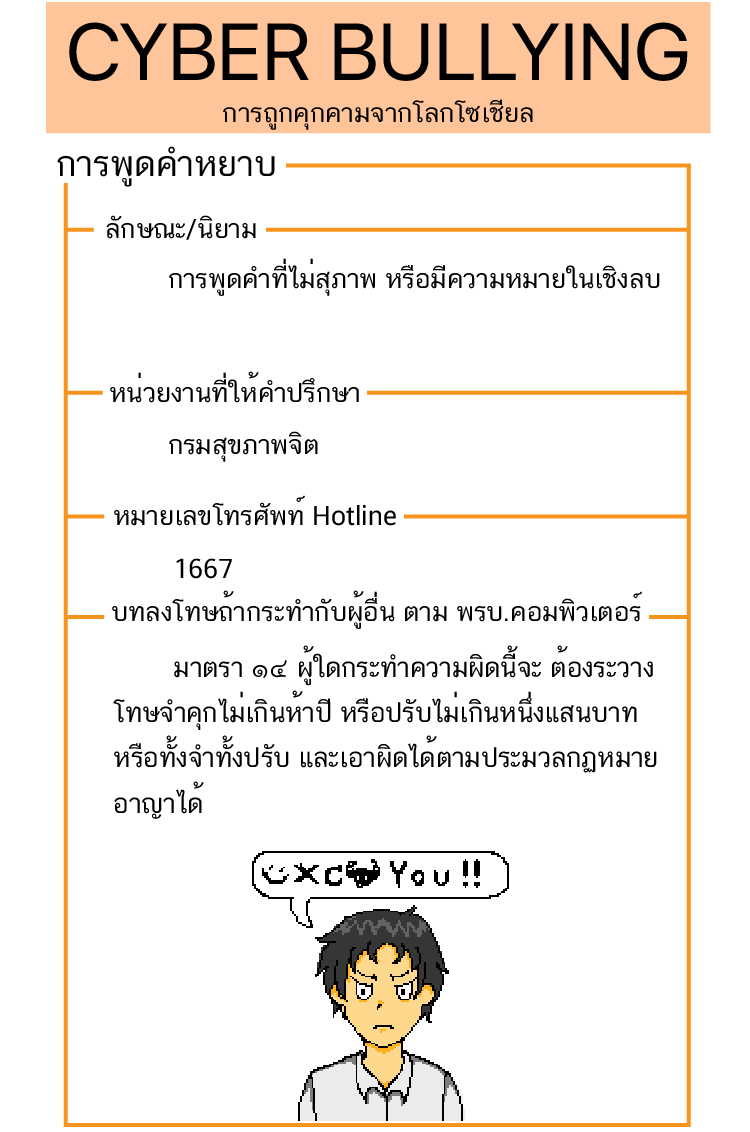 CYBER BULLYING
การถูกคุกคามจากโลกโซเชียล
การพูดคำหยาบ
ลักษณะ/นิยาม
การพูดคำที่ไม่สุภาพ หรือมีความหมายในเชิงลบ
หน่วยงานที่ให้คำปรึกษา
กรมสุขภาพจิต
หมายเลขโทรศัพท์ Hotline
1667
บทลงโทษถ้ากระทำกับผู้อื่น ตาม พรบ.คอมพิวเตอร์
มาตรา ๑๔ ผู้ใดกระทำความผิดนี้จะ ต้องระวาง
โทษจำคุกไม่เกินห้าปี หรือปรับไม่เกินหนึ่งแสนบาท
หรือทั้งจำทั้งปรับ และเอาผิดได้ตามประมวลกฏหมาย
อาญาได้
You !!